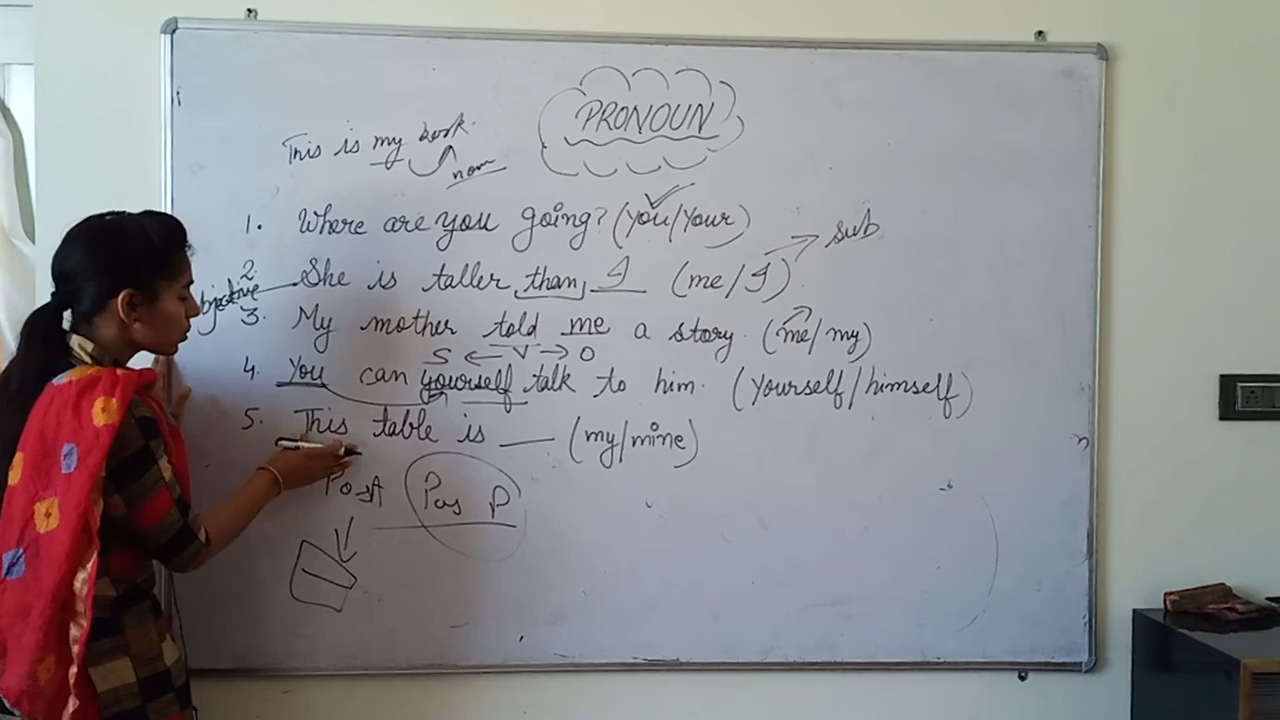 PRONOUN
This is my book.
noun
1. Where are you going? (you/your)
sub
2. She is taller than I (me/I).
objective
3. My mother told me a story. (me/my)
S ← V → O
4. You can yourself talk to him. (yourself/himself)
5. This table is ___ (my/mine)
Pos P